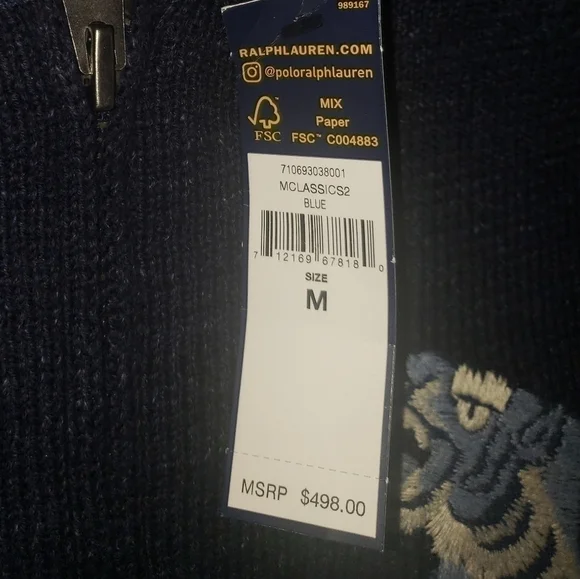 989167
RALPHLAUREN.COM
@poloralphlauren
FSC
MIX
Paper
FSC™ C004883
710693038001
MCLASSICS2
BLUE
7 12169 67818 0
SIZE
M
MSRP $498.00